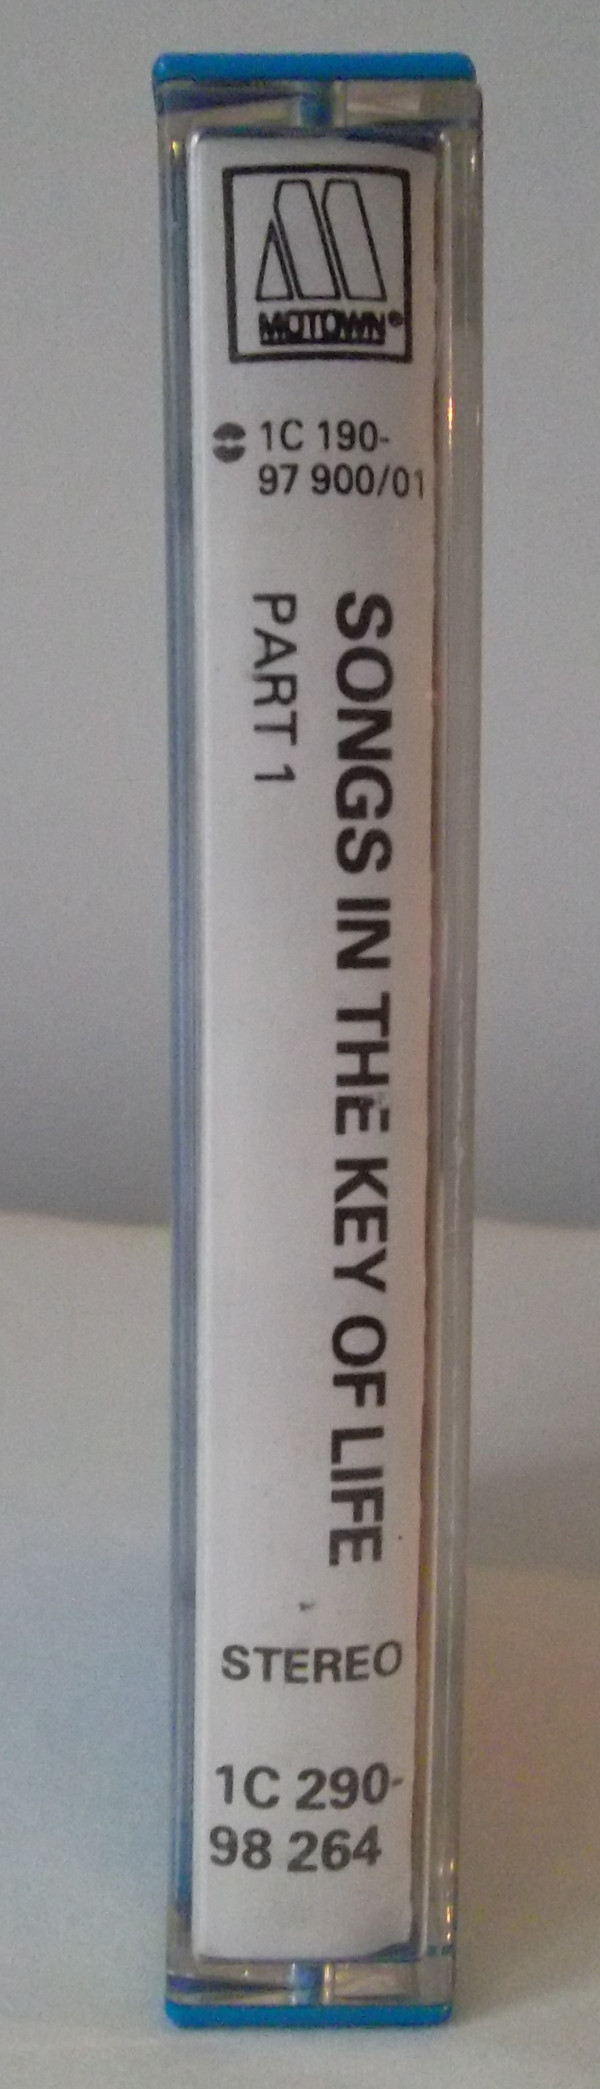 MOTOWN®
1C 190-
97 900/01
SONGS IN THE KEY OF LIFE
PART 1
STEREO
1C 290-
98 264